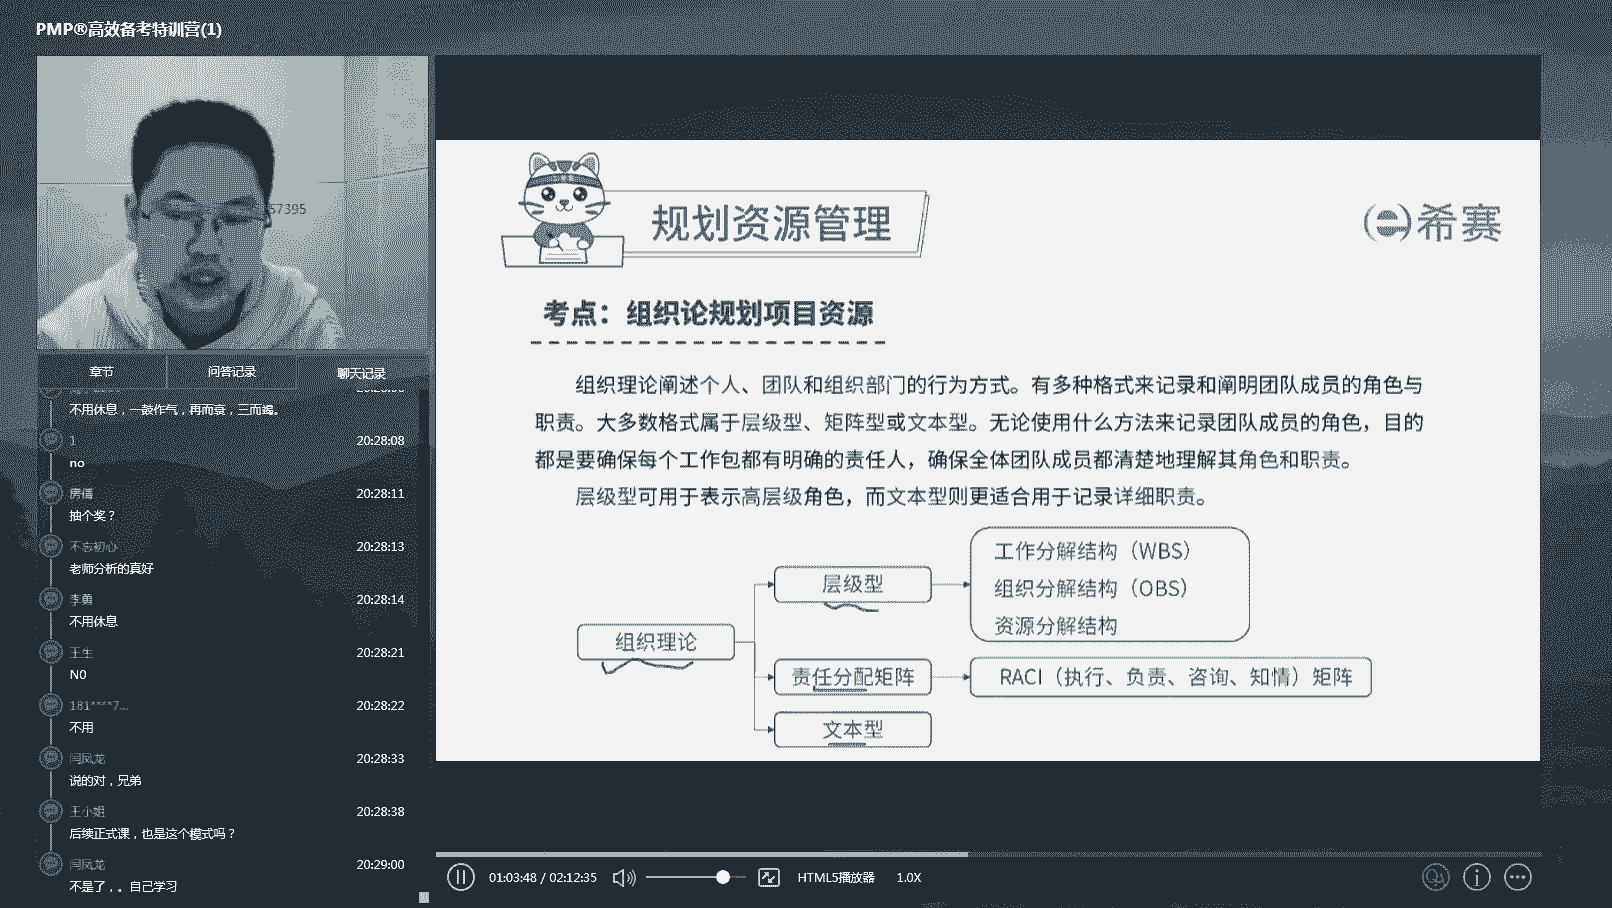 PMP®高效备考特训营(1)
57395
章节
问答记录
聊天记录
不用休息，一鼓作气，再而衰，三而竭。
1
20:28:08
no
房倩
20:28:11
抽个奖？
不忘初心
20:28:13
老师分析的真好
李勇
20:28:14
不用休息
王生
20:28:21
NO
181****7...
20:28:22
不用
闫凤龙
20:28:33
说的对，兄弟
王小姐
20:28:38
后续正式课，也是这个模式吗？
闫凤龙
20:29:00
不是了，。自己学习
规划资源管理
希赛
考点：组织论规划项目资源
组织理论阐述个人、团队和组织部门的行为方式。有多种格式来记录和阐明团队成员的角色与
职责。大多数格式属于层级型、矩阵型或文本型。无论使用什么方法来记录团队成员的角色，目的
都是要确保每个工作包都有明确的责任人，确保全体团队成员都清楚地理解其角色和职责。
层级型可用于表示高层级角色，而文本型则更适合用于记录详细职责。
组织理论
层级型
工作分解结构（WBS）
组织分解结构（OBS）
资源分解结构
责任分配矩阵
RACI（执行、负责、咨询、知情）矩阵
文本型
01:03:48 / 02:12:35
HTML5播放器
1.0X